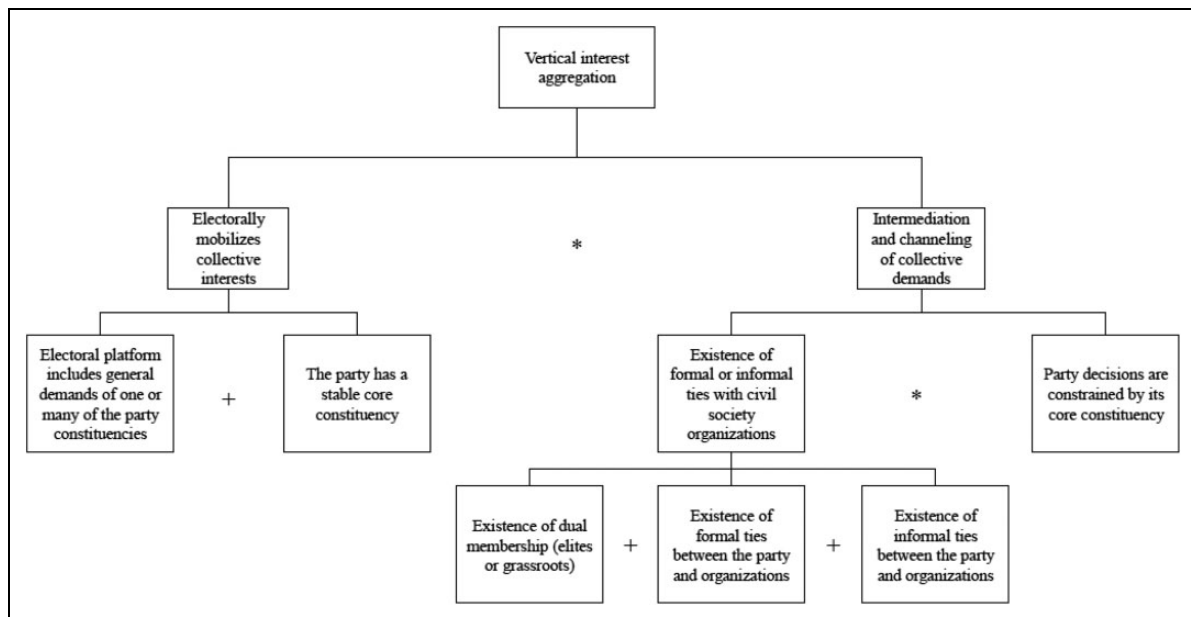 Vertical interest
aggregation
Electorally
mobilizes
collective
interests
*
Intermediation
and channeling
of collective
demands
Electoral platform
includes general
demands of one or
many of the party
constituencies
+
The party has a
stable core
constituency
Existence of
formal or informal
ties with civil
society
organizations
*
Party decisions are
constrained by its
core constituency
Existence of dual
membership (elites
or grassroots)
+
Existence of
formal ties
between the party
and organizations
+
Existence of
informal ties
between the party
and organizations